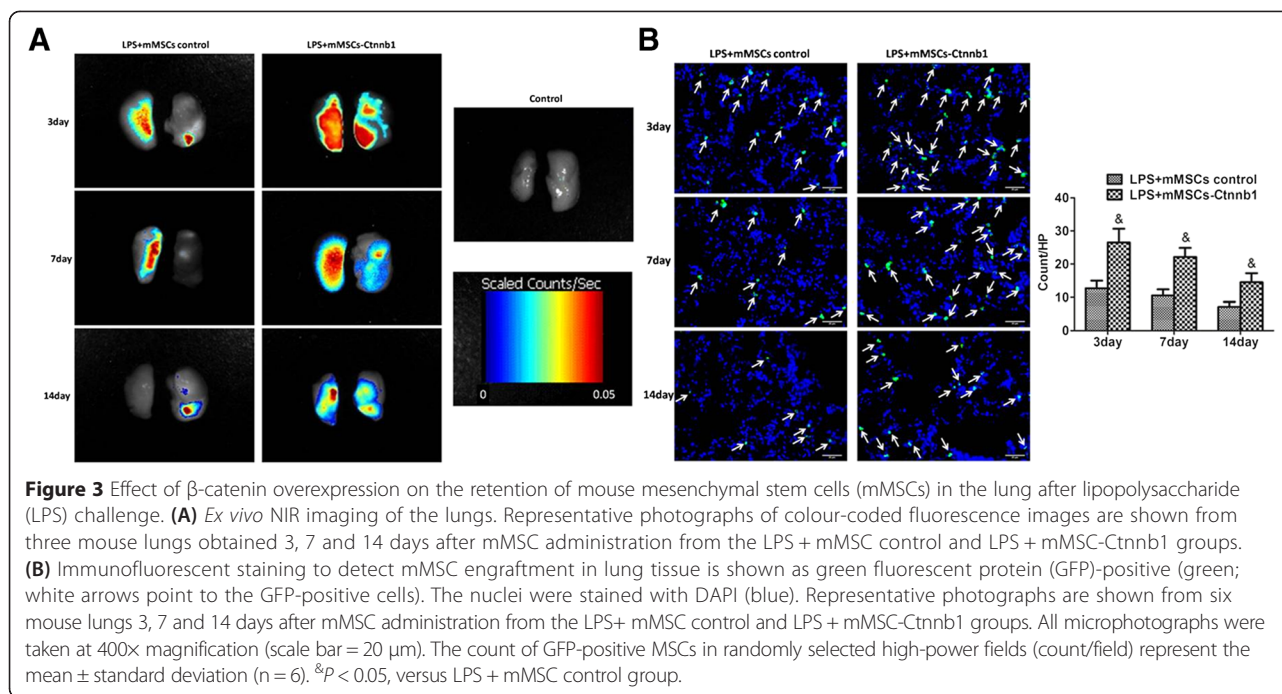 A
LPS+mMSCs control LPS+mMSCs-Ctnnb1
3day
7day
14day
Control
Scaled Counts/Sec
0 0.05
B
LPS+mMSCs control LPS+mMSCs-Ctnnb1
3day
7day
14day
LPS+mMSCs control
LPS+mMSCs-Ctnnb1
Count/HP
40
30
20
10
0
& & &
3day 7day 14day
Figure 3 Effect of β-catenin overexpression on the retention of mouse mesenchymal stem cells (mMSCs) in the lung after lipopolysaccharide
(LPS) challenge. (A) Ex vivo NIR imaging of the lungs. Representative photographs of colour-coded fluorescence images are shown from
three mouse lungs obtained 3, 7 and 14 days after mMSC administration from the LPS + mMSC control and LPS + mMSC-Ctnnb1 groups.
(B) Immunofluorescent staining to detect mMSC engraftment in lung tissue is shown as green fluorescent protein (GFP)-positive (green;
white arrows point to the GFP-positive cells). The nuclei were stained with DAPI (blue). Representative photographs are shown from six
mouse lungs 3, 7 and 14 days after mMSC administration from the LPS+ mMSC control and LPS + mMSC-Ctnnb1 groups. All microphotographs were
taken at 400× magnification (scale bar = 20 μm). The count of GFP-positive MSCs in randomly selected high-power fields (count/field) represent the
mean ± standard deviation (n = 6). &P < 0.05, versus LPS + mMSC control group.